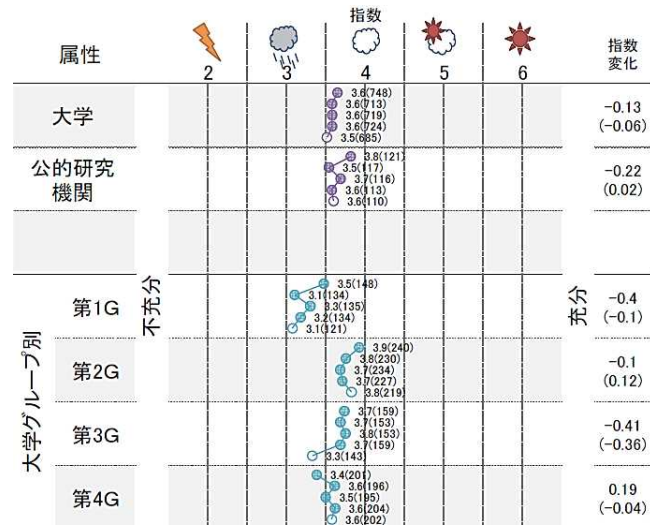 指数
属性
指数
変化
2 3 4 5 6
大学
3.6(748)
3.6(713)
3.6(719)
3.6(724)
3.5(685)
-0.13
(-0.06)
公的研究
機関
3.8(121)
3.5(117)
3.7(116)
3.6(113)
3.6(110)
-0.22
(0.02)
不充分
充分
大学グループ別
第1G
3.5(148)
3.1(134)
3.3(135)
3.2(134)
3.1(121)
-0.4
(-0.1)
第2G
3.9(240)
3.8(230)
3.7(234)
3.7(227)
3.8(219)
-0.1
(0.12)
第3G
3.7(159)
3.7(153)
3.8(153)
3.7(159)
3.3(143)
-0.41
(-0.36)
第4G
3.4(201)
3.6(196)
3.5(195)
3.6(204)
3.6(202)
0.19
(-0.04)